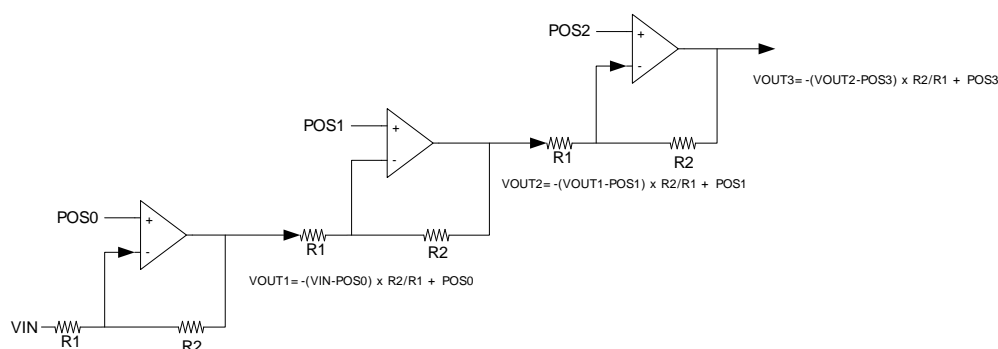 POS2
+
-
VOUT3= -(VOUT2-POS3) x R2/R1 + POS3
R1
R2
POS1
+
-
VOUT2= -(VOUT1-POS1) x R2/R1 + POS1
R1
R2
POS0
+
-
VOUT1= -(VIN-POS0) x R2/R1 + POS0
VIN
R1
R2